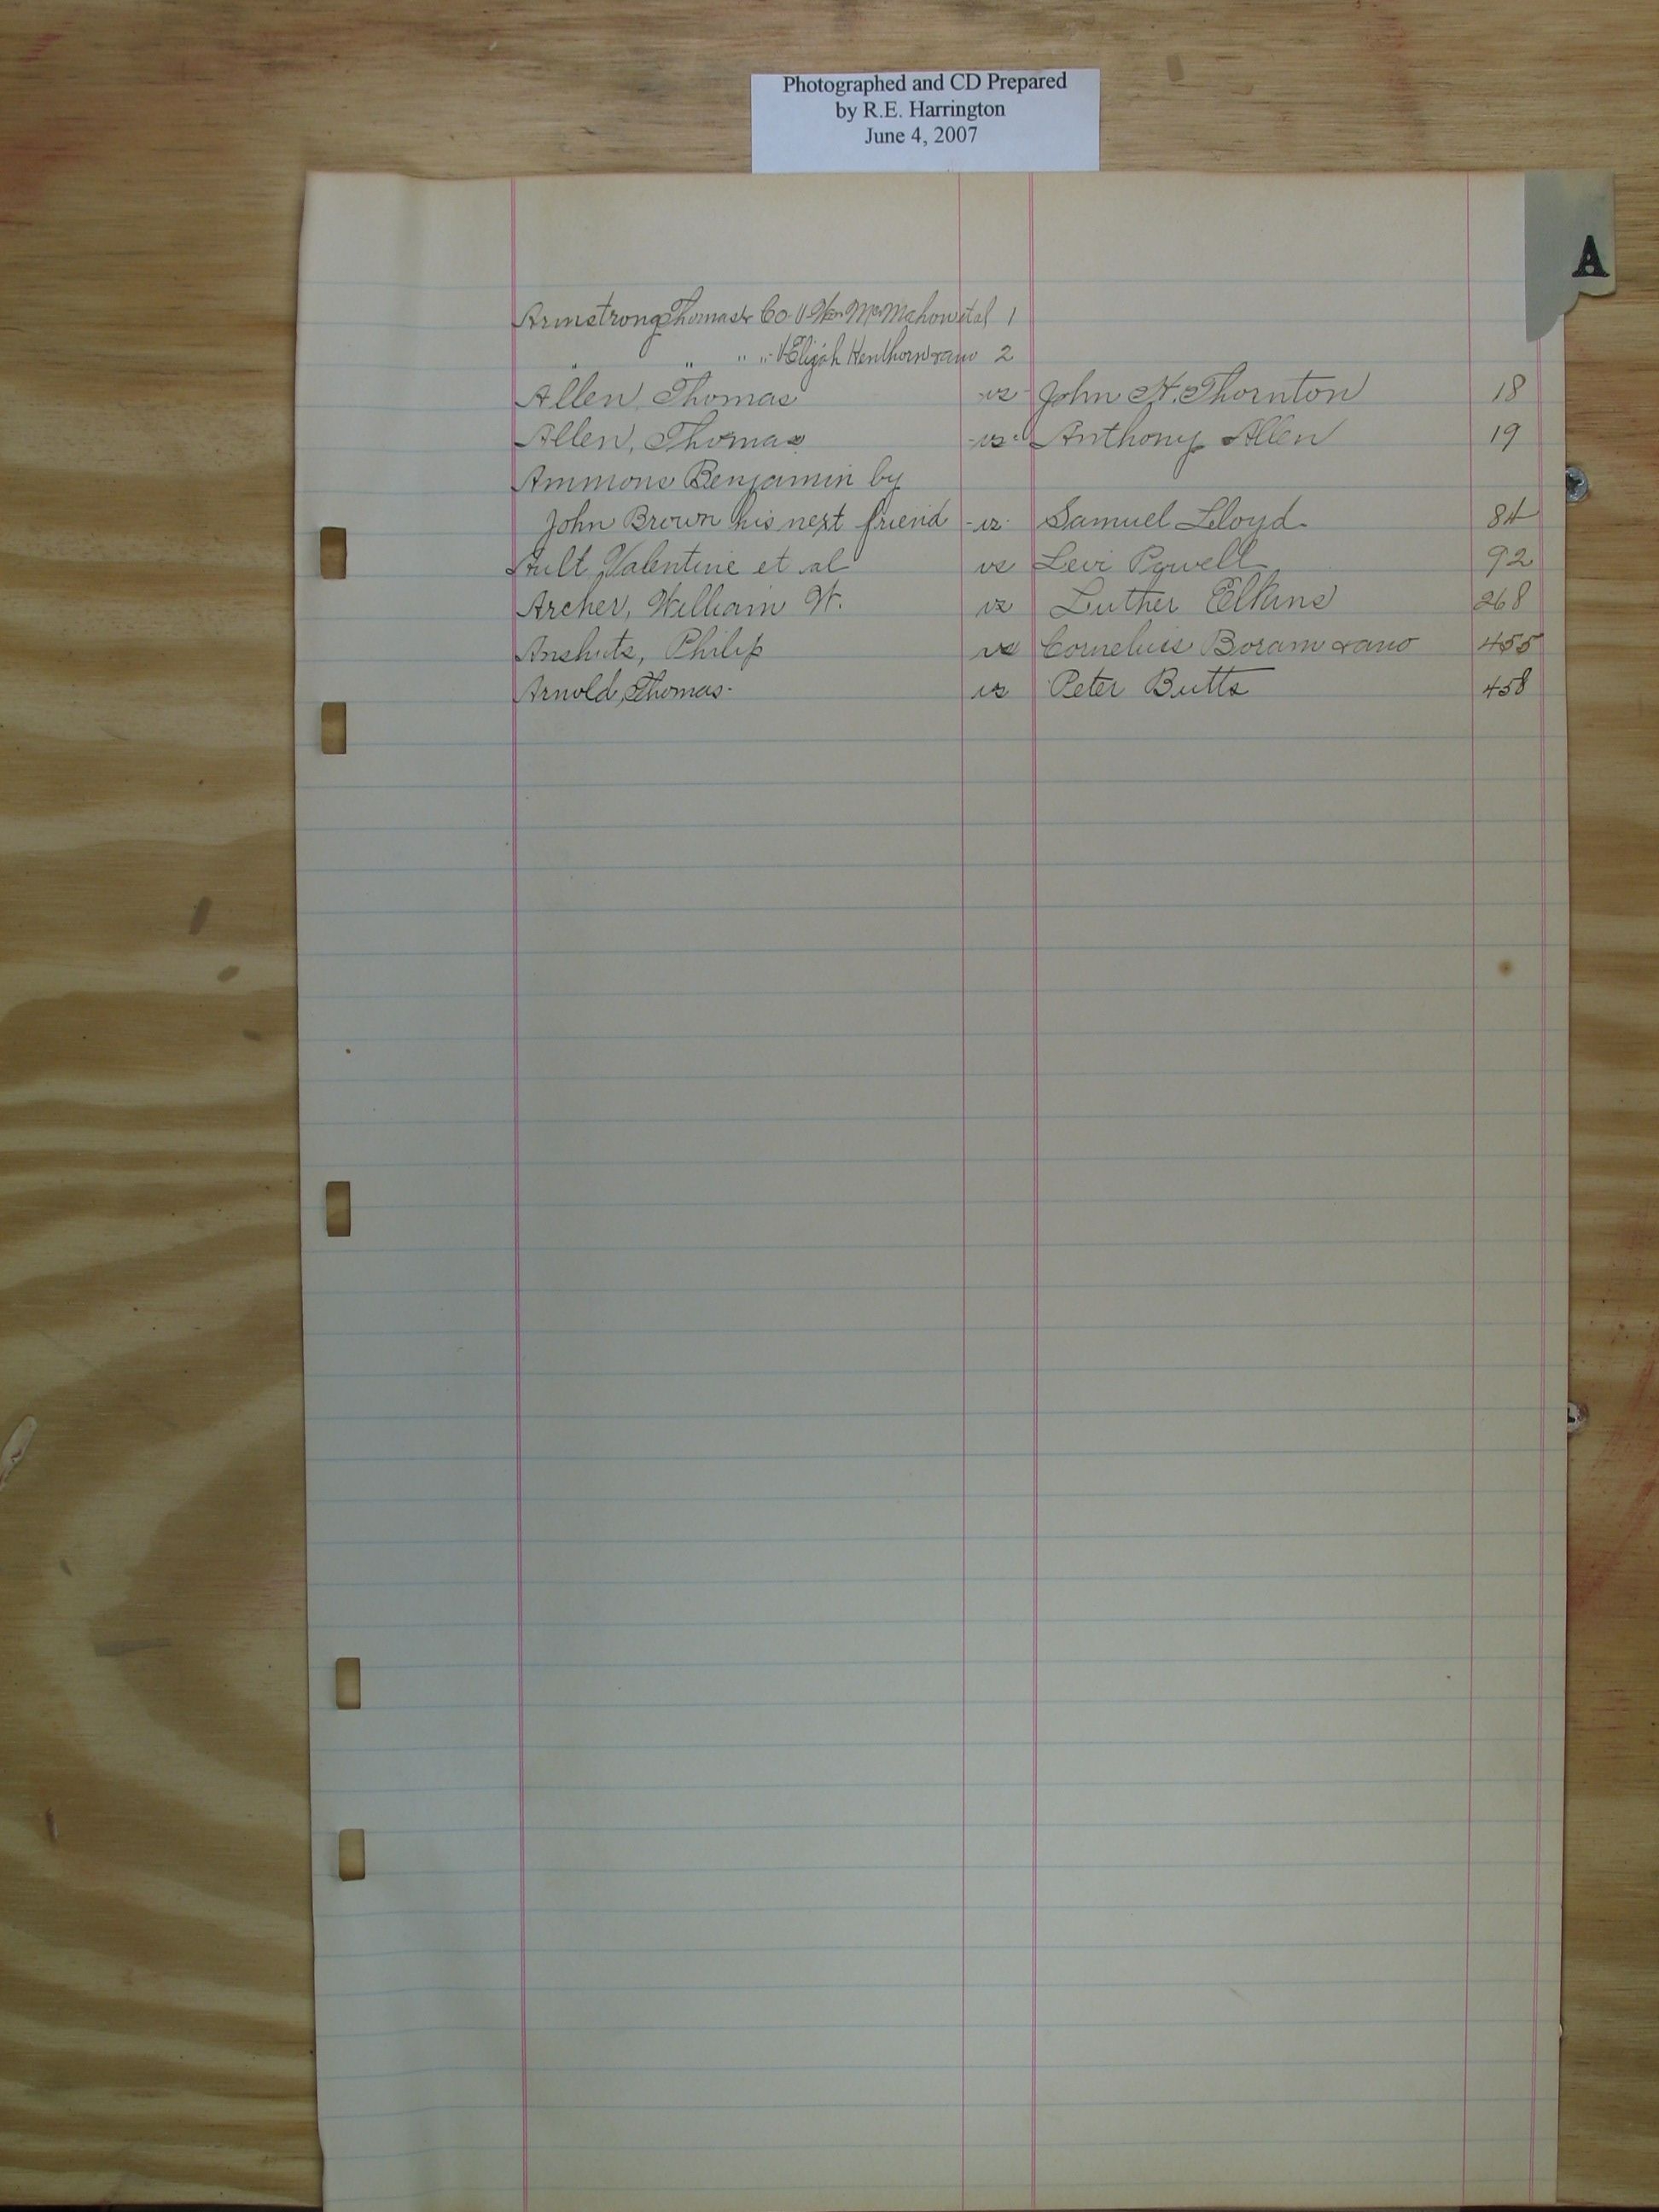 Photographed and CD Prepared
by R.E. Harrington
June 4, 2007
A
Armstrong Thomas & Co. V. Wm McMahon et al 1
" " " " V Elijah Henthorn & ano 2
Allen, Thomas vs John H. Thornton 18
Allen, Thomas vs Anthony Allen 19
Ammons Benjamin by
John Brown his next friend vs Samuel Lloyd 84
Ault, Valentine et al vs Levi Powell 92
Archer, William W. vs Luther Elkins 268
Anshuts, Philip vs Cornelius Boram & ano 455
Arnold, Thomas vs Peter Butts 458